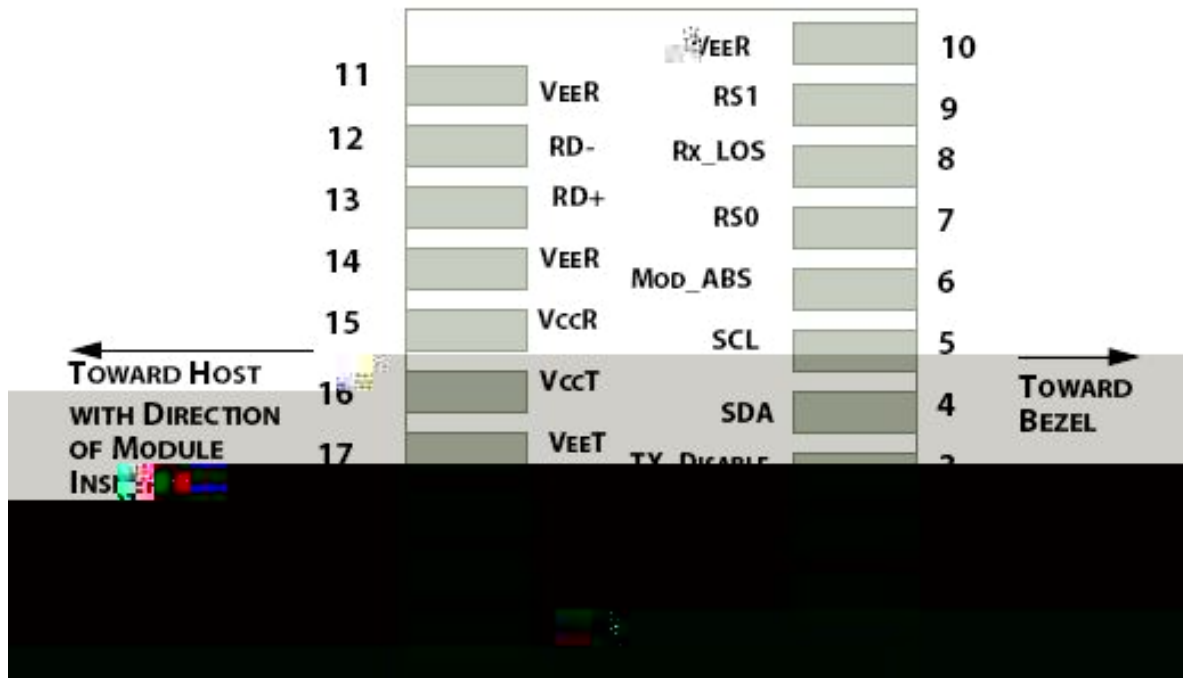 VEER 10
11 VEER
RS1 9
12 RD-
Rx_LOS 8
13 RD+
RS0 7
14 VEER
MOD_ABS 6
15 VCCR
SCL 5
TOWARD HOST
WITH DIRECTION
OF MODULE
16 VCCT
SDA 4
TOWARD
BEZEL
17 VEET
TX_DISABLE